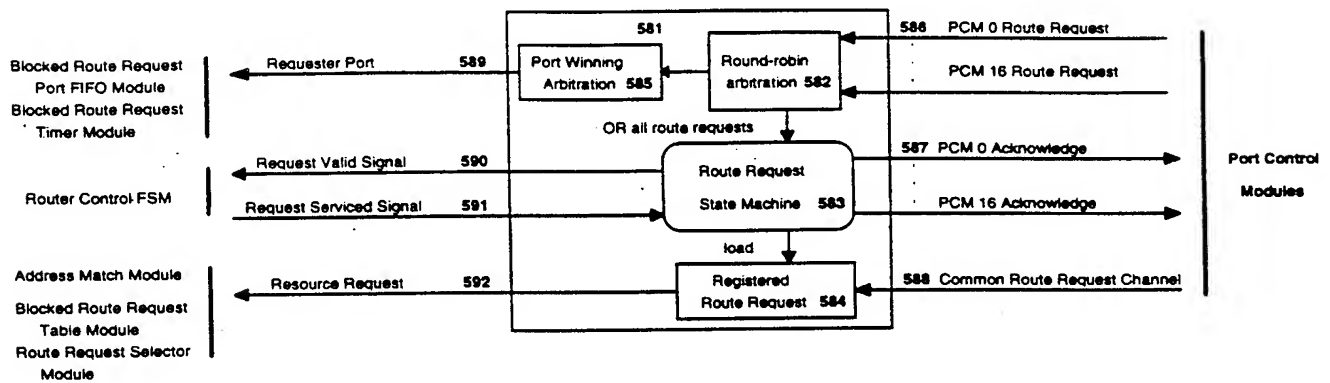 581
586 PCM 0 Route Request
Blocked Route Request
Port FIFO Module
Blocked Route Request
Timer Module
Requester Port 589
Port Winning
Arbitration 585
Round-robin
arbitration 582
PCM 16 Route Request
OR all route requests
Router Control FSM
Request Valid Signal 590
Request Serviced Signal 591
Route Request
State Machine 583
587 PCM 0 Acknowledge
PCM 16 Acknowledge
Port Control
Modules
load
Address Match Module
Blocked Route Request
Table Module
Route Request Selector
Module
Resource Request 592
Registered
Route Request 584
588 Common Route Request Channel